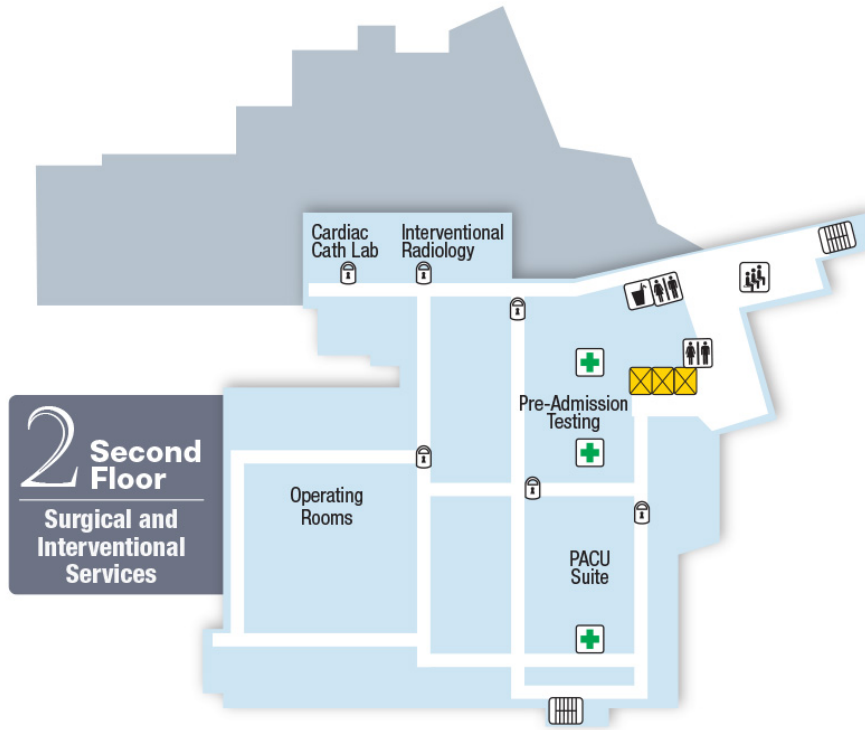 Cardiac
Cath Lab
Interventional
Radiology
Pre-Admission
Testing
2 Second
Floor
Surgical and
Interventional
Services
Operating
Rooms
PACU
Suite